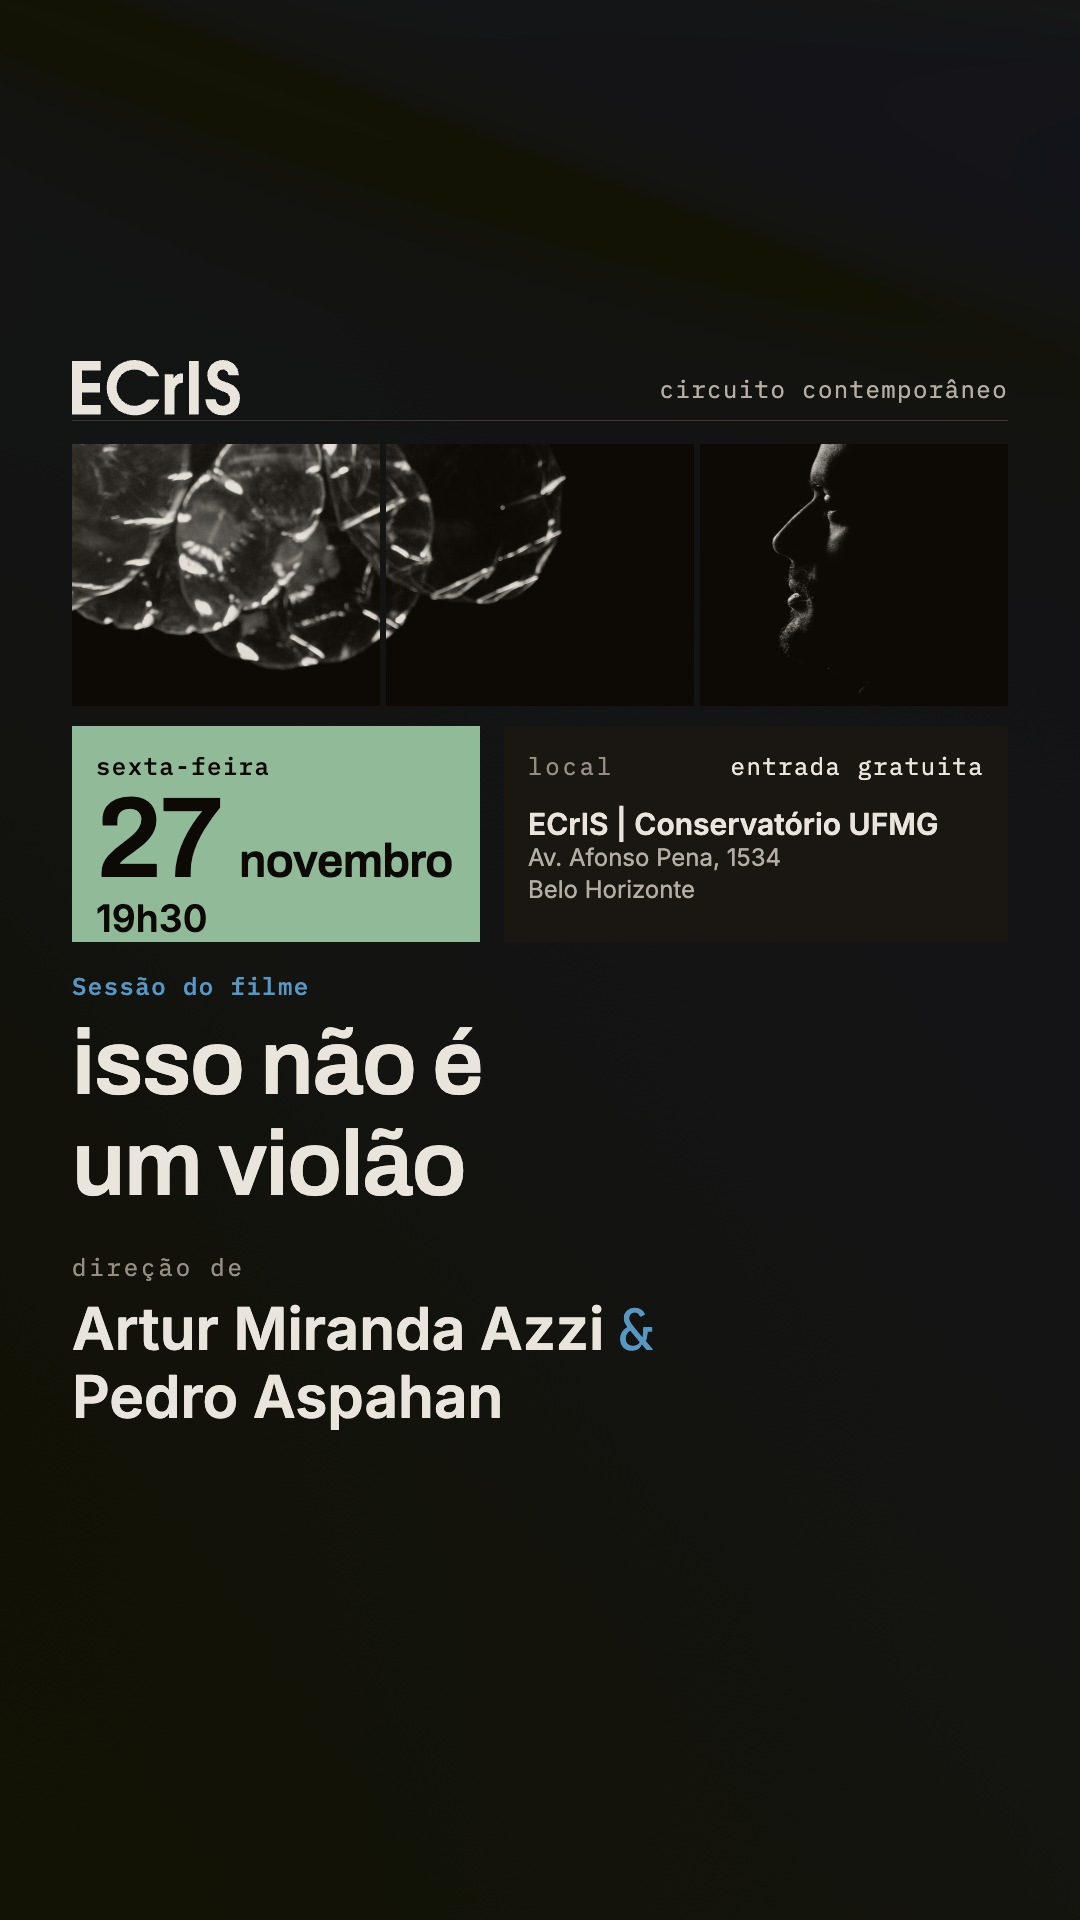 ECrIS
circuito contemporâneo
sexta-feira
27 novembro
19h30
local
entrada gratuita
ECrIS | Conservatório UFMG
Av. Afonso Pena, 1534
Belo Horizonte
Sessão do filme
isso não é
um violão
direção de
Artur Miranda Azzi &
Pedro Aspahan